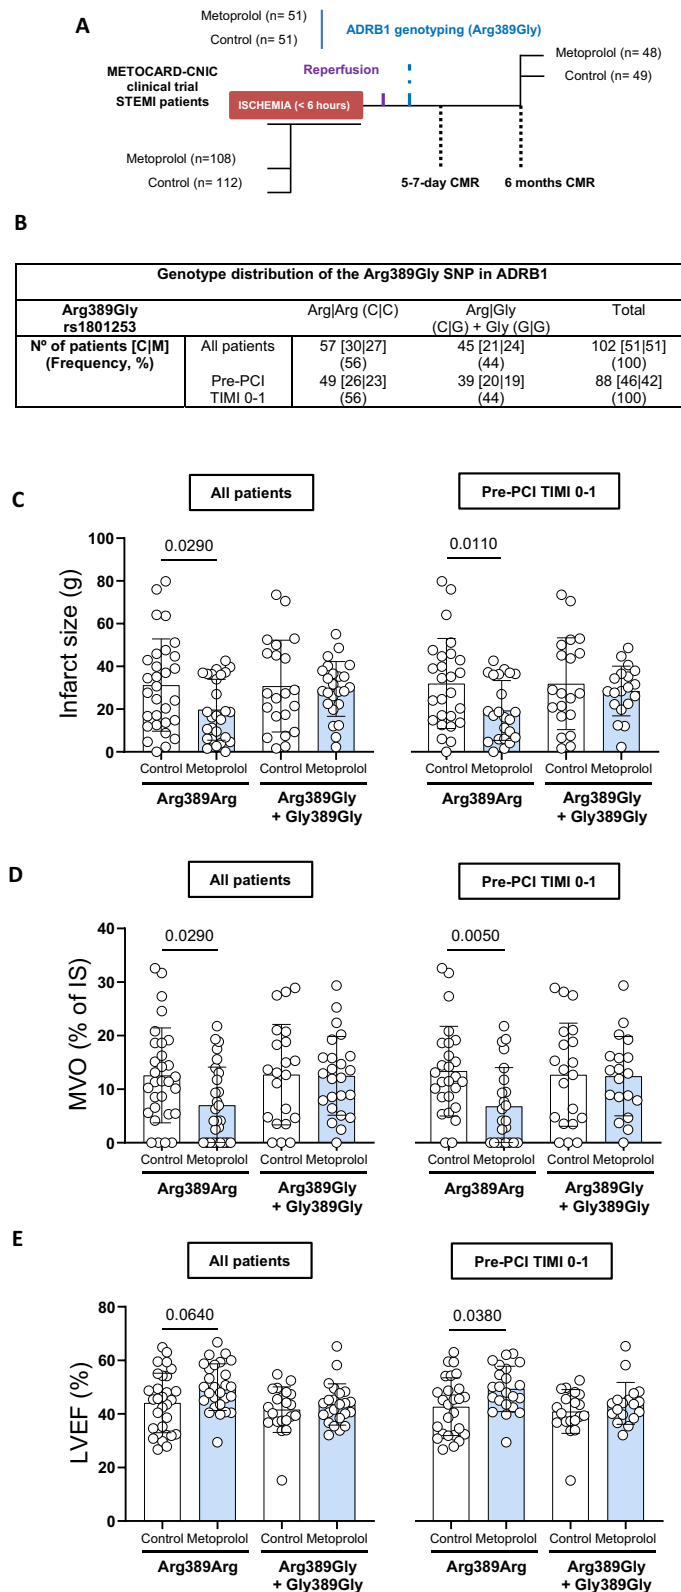 A
Metoprolol (n= 51)
Control (n= 51)
ADRB1 genotyping (Arg389Gly)
METOCARD-CNIC
clinical trial
STEMI patients
Reperfusion
ISCHEMIA (< 6 hours)
Metoprolol (n= 48)
Control (n= 49)
Metoprolol (n=108)
Control (n= 112)
5-7-day CMR
6 months CMR
B
Genotype distribution of the Arg389Gly SNP in ADRB1
Arg389Gly
rs1801253
Arg|Arg (C|C)
Arg|Gly
(C|G) + Gly (G|G)
Total
Nº of patients [C|M]
(Frequency, %)
All patients
57 [30|27]
(56)
45 [21|24]
(44)
102 [51|51]
(100)
Pre-PCI
TIMI 0-1
49 [26|23]
(56)
39 [20|19]
(44)
88 [46|42]
(100)
C
All patients
Pre-PCI TIMI 0-1
Infarct size (g)
100
80
60
40
20
0
0.0290
0.0110
Control Metoprolol Control Metoprolol
Control Metoprolol Control Metoprolol
Arg389Arg
Arg389Gly
+ Gly389Gly
Arg389Arg
Arg389Gly
+ Gly389Gly
D
All patients
Pre-PCI TIMI 0-1
MVO (% of IS)
40
30
20
10
0
0.0290
0.0050
Control Metoprolol Control Metoprolol
Control Metoprolol Control Metoprolol
Arg389Arg
Arg389Gly
+ Gly389Gly
Arg389Arg
Arg389Gly
+ Gly389Gly
E
All patients
Pre-PCI TIMI 0-1
LVEF (%)
80
60
40
20
0
0.0640
0.0380
Control Metoprolol Control Metoprolol
Control Metoprolol Control Metoprolol
Arg389Arg
Arg389Gly
+ Gly389Gly
Arg389Arg
Arg389Gly
+ Gly389Gly